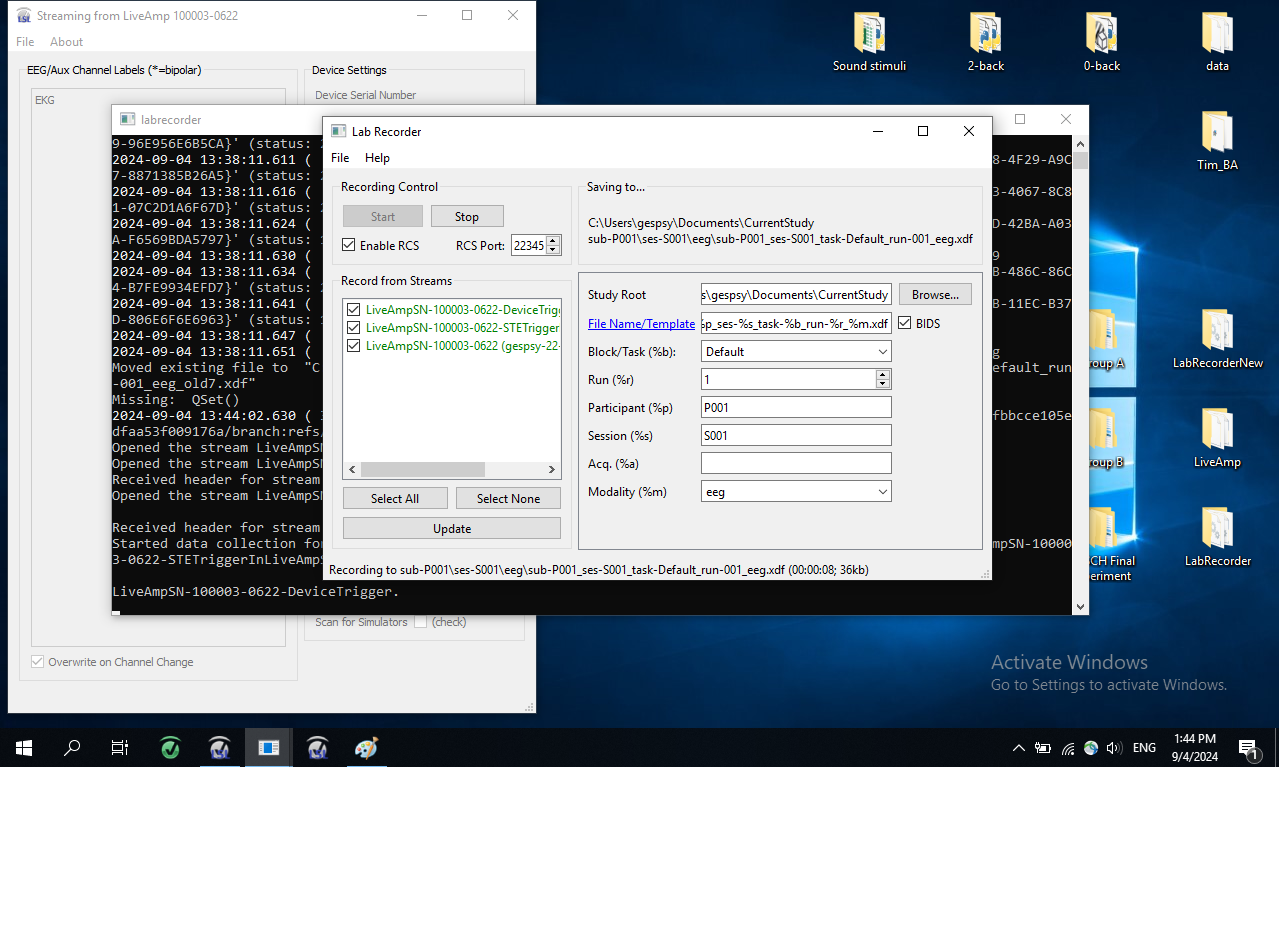 Streaming from LiveAmp 100003-0622
File About
EEG/Aux Channel Labels (*=bipolar)
EKG
Overwrite on Channel Change
Device Settings
Device Serial Number
Scan for Simulators (check)
labrecorder
9-96E956E6B5CA}' (status:
2024-09-04 13:38:11.611 ( 8-4F29-A9C
7-8871385B26A5}' (status:
2024-09-04 13:38:11.616 ( 3-4067-8C8
1-07C2D1A6F67D}' (status:
2024-09-04 13:38:11.624 ( D-42BA-A03
A-F6569BDA5797}' (status:
2024-09-04 13:38:11.630 ( 9
2024-09-04 13:38:11.634 ( B-486C-86C
4-B7FE9934EFD7}' (status:
2024-09-04 13:38:11.641 ( B-11EC-B37
D-806E6F6E6963}' (status:
2024-09-04 13:38:11.647 (
2024-09-04 13:38:11.651 ( g
Moved existing file to "C efault_run
-001_eeg_old7.xdf"
Missing: QSet()
2024-09-04 13:44:02.630 ( fbbcce105e
dfaa53f009176a/branch:refs/
Opened the stream LiveAmpSN
Opened the stream LiveAmpSN
Received header for stream
Opened the stream LiveAmpSN
Received header for stream
Started data collection for mpSN-10000
3-0622-STETriggerInLiveAmpS
LiveAmpSN-100003-0622-DeviceTrigger.
Lab Recorder
File Help
Recording Control
Start Stop
Enable RCS RCS Port: 22345
Record from Streams
LiveAmpSN-100003-0622-DeviceTrig
LiveAmpSN-100003-0622-STETrigger
LiveAmpSN-100003-0622 (gespsy-22-
Select All Select None
Update
Saving to...
C:\Users\gespsy\Documents\CurrentStudy
sub-P001\ses-S001\eeg\sub-P001_ses-S001_task-Default_run-001_eeg.xdf
Study Root s\gespsy\Documents\CurrentStudy Browse...
File Name/Template %p_ses-%s_task-%b_run-%r_%m.xdf BIDS
Block/Task (%b): Default
Run (%r) 1
Participant (%p) P001
Session (%s) S001
Acq. (%a)
Modality (%m) eeg
Recording to sub-P001\ses-S001\eeg\sub-P001_ses-S001_task-Default_run-001_eeg.xdf (00:00:08; 36kb)
Sound stimuli 2-back 0-back data
Tim_BA
oup A LabRecorderNew
oup B LiveAmp
CH Final LabRecorder
eriment
Activate Windows
Go to Settings to activate Windows.
ENG
1:44 PM
9/4/2024
1